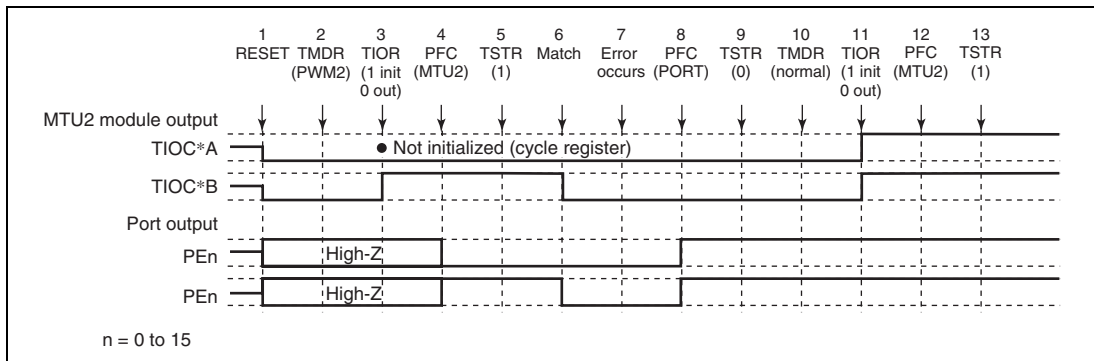 1 2 3 4 5 6 7 8 9 10 11 12 13
RESET TMDR TIOR PFC TSTR Match Error PFC TSTR TMDR TIOR PFC TSTR
(PWM2) (1 init (MTU2) (1) occurs (PORT) (0) (normal) (1 init (MTU2) (1)
0 out) 0 out)
MTU2 module output
TIOC*A
● Not initialized (cycle register)
TIOC*B
Port output
PEn High-Z
PEn High-Z
n = 0 to 15